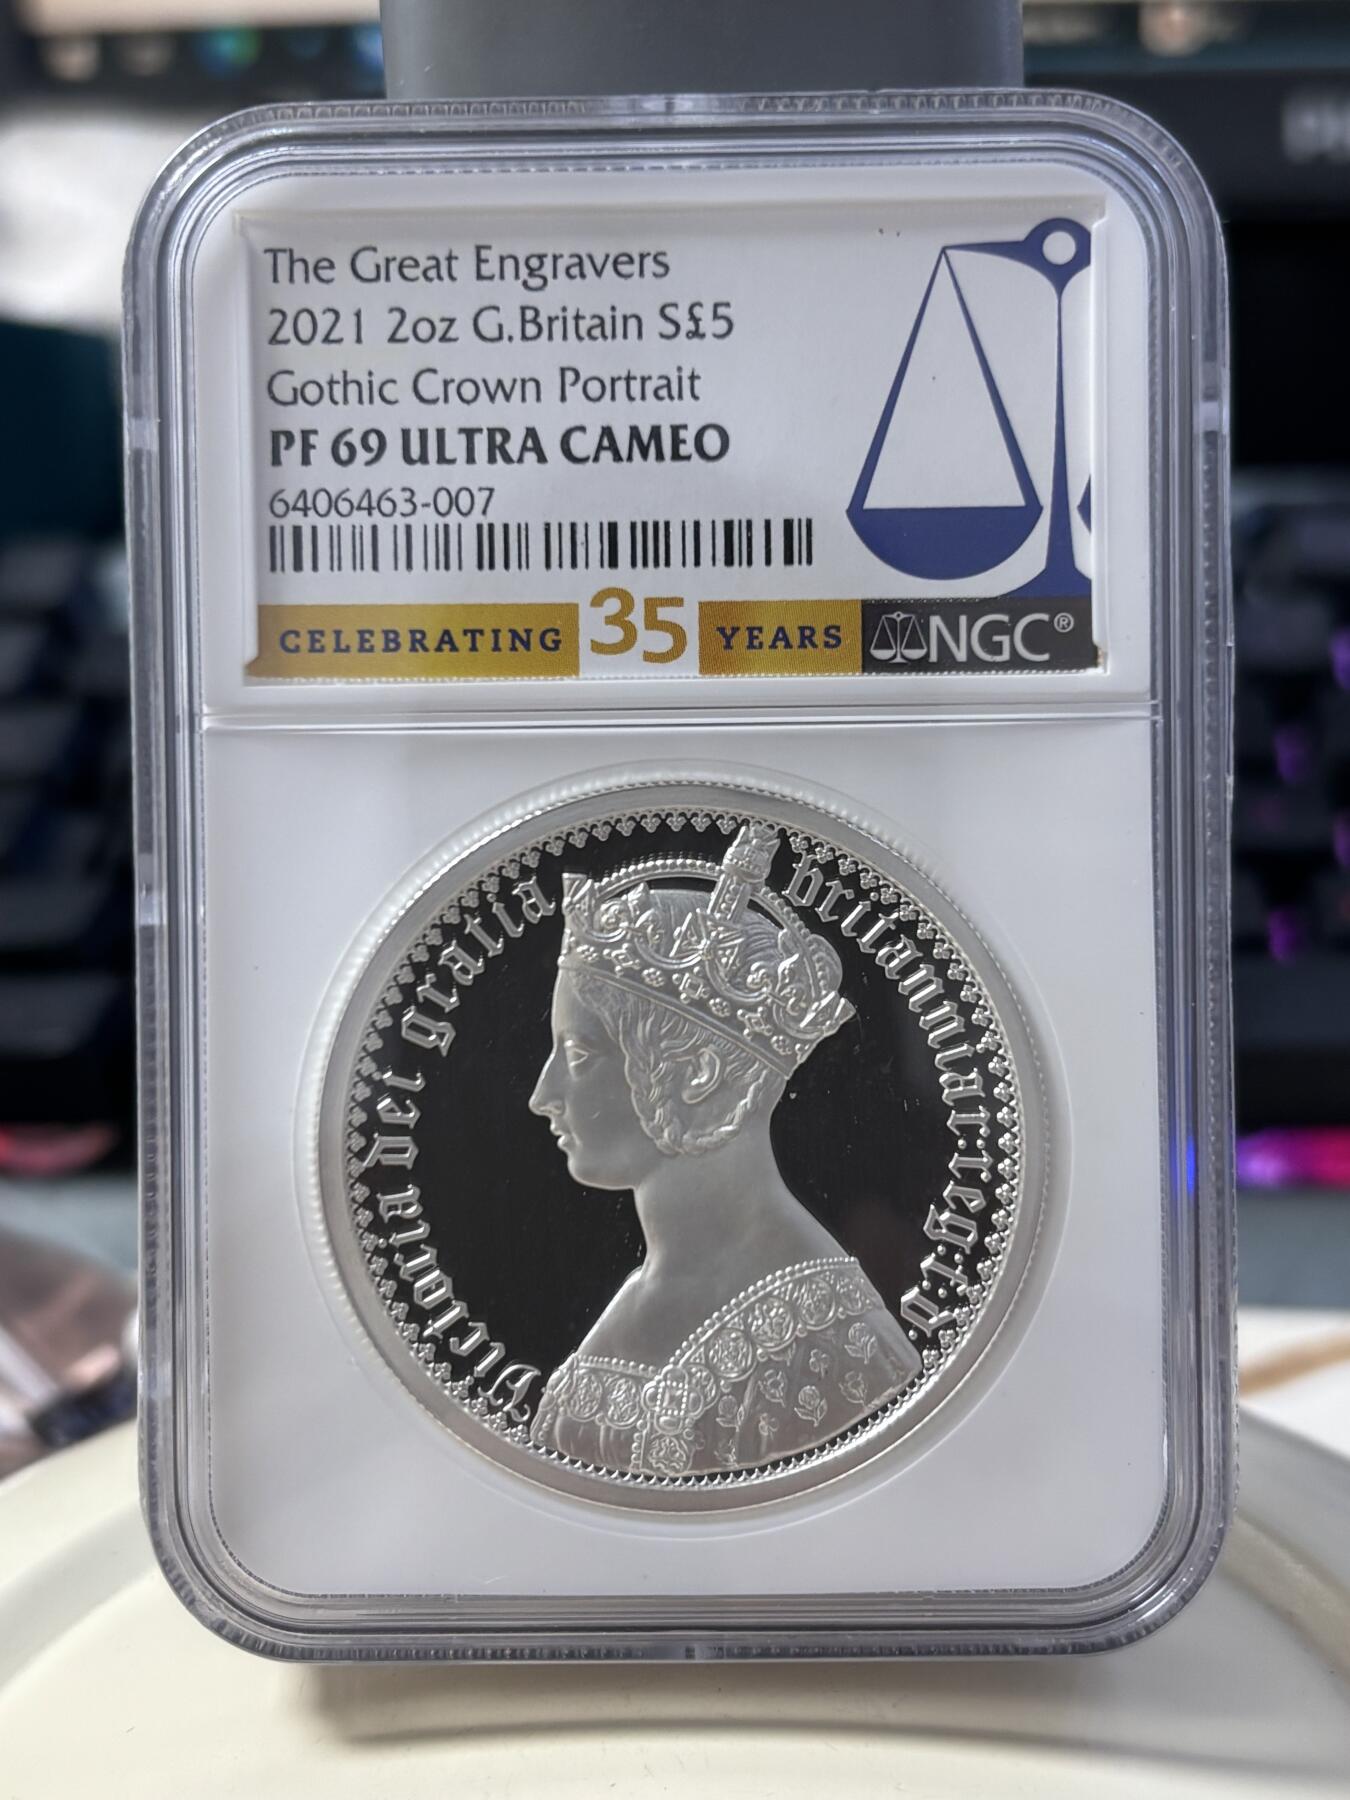 The Great Engravers
2021 2oz G.Britain S£5
Gothic Crown Portrait
PF 69 ULTRA CAMEO
6406463-007
CELEBRATING 35 YEARS NGC®
Victoria dei gratia britanniar: reg: f: d: